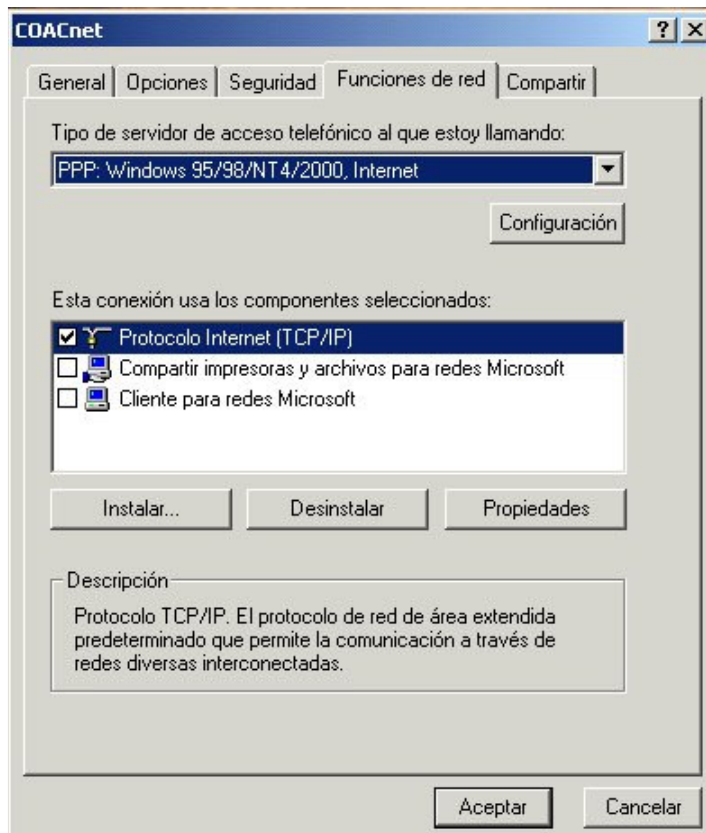 COACnet
General Opciones Seguridad Funciones de red Compartir
Tipo de servidor de acceso telefónico al que estoy llamando:
PPP: Windows 95/98/NT4/2000, Internet
Configuración
Esta conexión usa los componentes seleccionados:
Protocolo Internet (TCP/IP)
Compartir impresoras y archivos para redes Microsoft
Cliente para redes Microsoft
Instalar... Desinstalar Propiedades
Descripción
Protocolo TCP/IP. El protocolo de red de área extendida
predeterminado que permite la comunicación a través de
redes diversas interconectadas.
Aceptar Cancelar